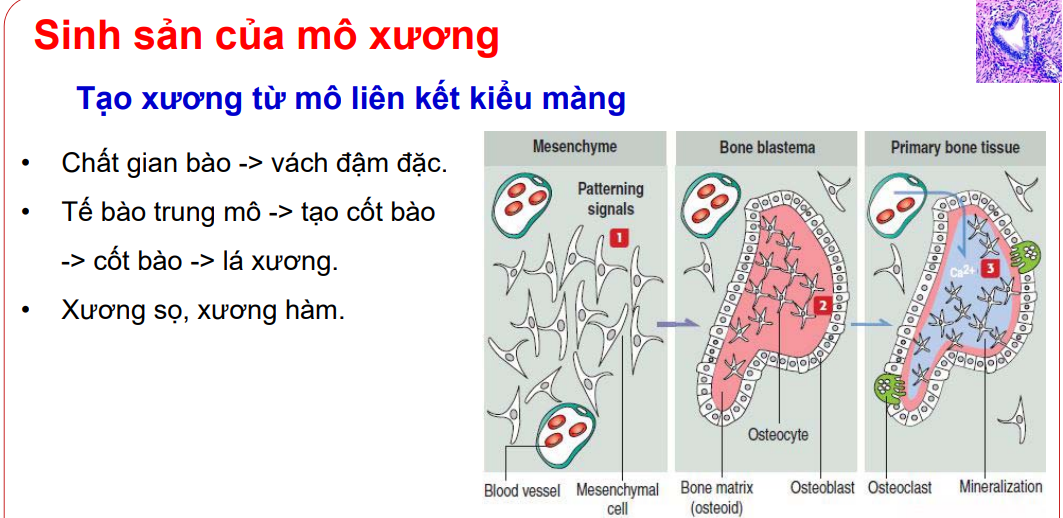 Sinh sản của mô xương
Tạo xương từ mô liên kết kiểu màng
• Chất gian bào -> vách đậm đặc.
• Tế bào trung mô -> tạo cốt bào
-> cốt bào -> lá xương.
• Xương sọ, xương hàm.
Mesenchyme
Patterning
signals
1
Blood vessel
Mesenchymal
cell
Bone blastema
2
Osteocyte
Bone matrix
(osteoid)
Osteoblast
Primary bone tissue
Ca2+
3
Osteoclast
Mineralization